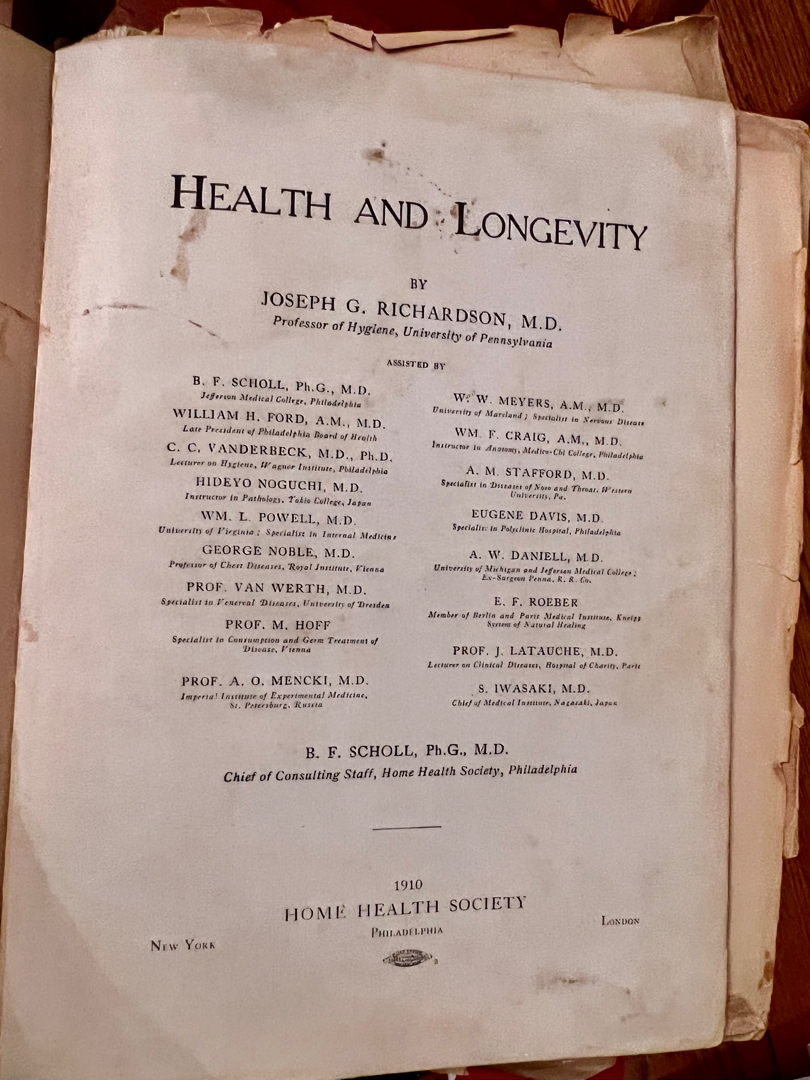 HEALTH AND LONGEVITY
BY
JOSEPH G. RICHARDSON, M.D.
Professor of Hygiene, University of Pennsylvania
ASSISTED BY
B. F. SCHOLL, Ph.G., M.D.
Jefferson Medical College, Philadelphia
WILLIAM H. FORD, A.M., M.D.
Late President of Philadelphia Board of Health
C. C. VANDERBECK, M.D., Ph.D.
Lecturer on Hygiene, Wagner Institute, Philadelphia
HIDEYO NOGUCHI, M.D.
Instructor in Pathology, Tokio College, Japan
WM. L. POWELL, M.D.
University of Virginia; Specialist in Internal Medicine
GEORGE NOBLE, M.D.
Professor of Chest Diseases, Royal Institute, Vienna
PROF. VAN WERTH, M.D.
Specialist in Venereal Diseases, University of Dresden
PROF. M. HOFF
Specialist in Consumption and Germ Treatment of
Disease, Vienna
PROF. A. O. MENCKI, M.D.
Imperial Institute of Experimental Medicine,
St. Petersburg, Russia
W. W. MEYERS, A.M., M.D.
University of Maryland; Specialist in Nervous Diseases
WM. F. CRAIG, A.M., M.D.
Instructor in Anatomy, Medico-Chi College, Philadelphia
A. M. STAFFORD, M.D.
Specialist in Diseases of Nose and Throat, Western
University, Pa.
EUGENE DAVIS, M.D.
Specialist in Polyclinic Hospital, Philadelphia
A. W. DANIELL, M.D.
University of Michigan and Jefferson Medical College;
Ex-Surgeon Penna. R. R. Co.
E. F. ROEBER
Member of Berlin and Paris Medical Institute, Kneipp
System of Natural Healing
PROF. J. LATAUCHE, M.D.
Lecturer on Clinical Diseases, Hospital of Charity, Paris
S. IWASAKI, M.D.
Chief of Medical Institute, Nagasaki, Japan
B. F. SCHOLL, Ph.G., M.D.
Chief of Consulting Staff, Home Health Society, Philadelphia
1910
HOME HEALTH SOCIETY
PHILADELPHIA
NEW YORK
LONDON